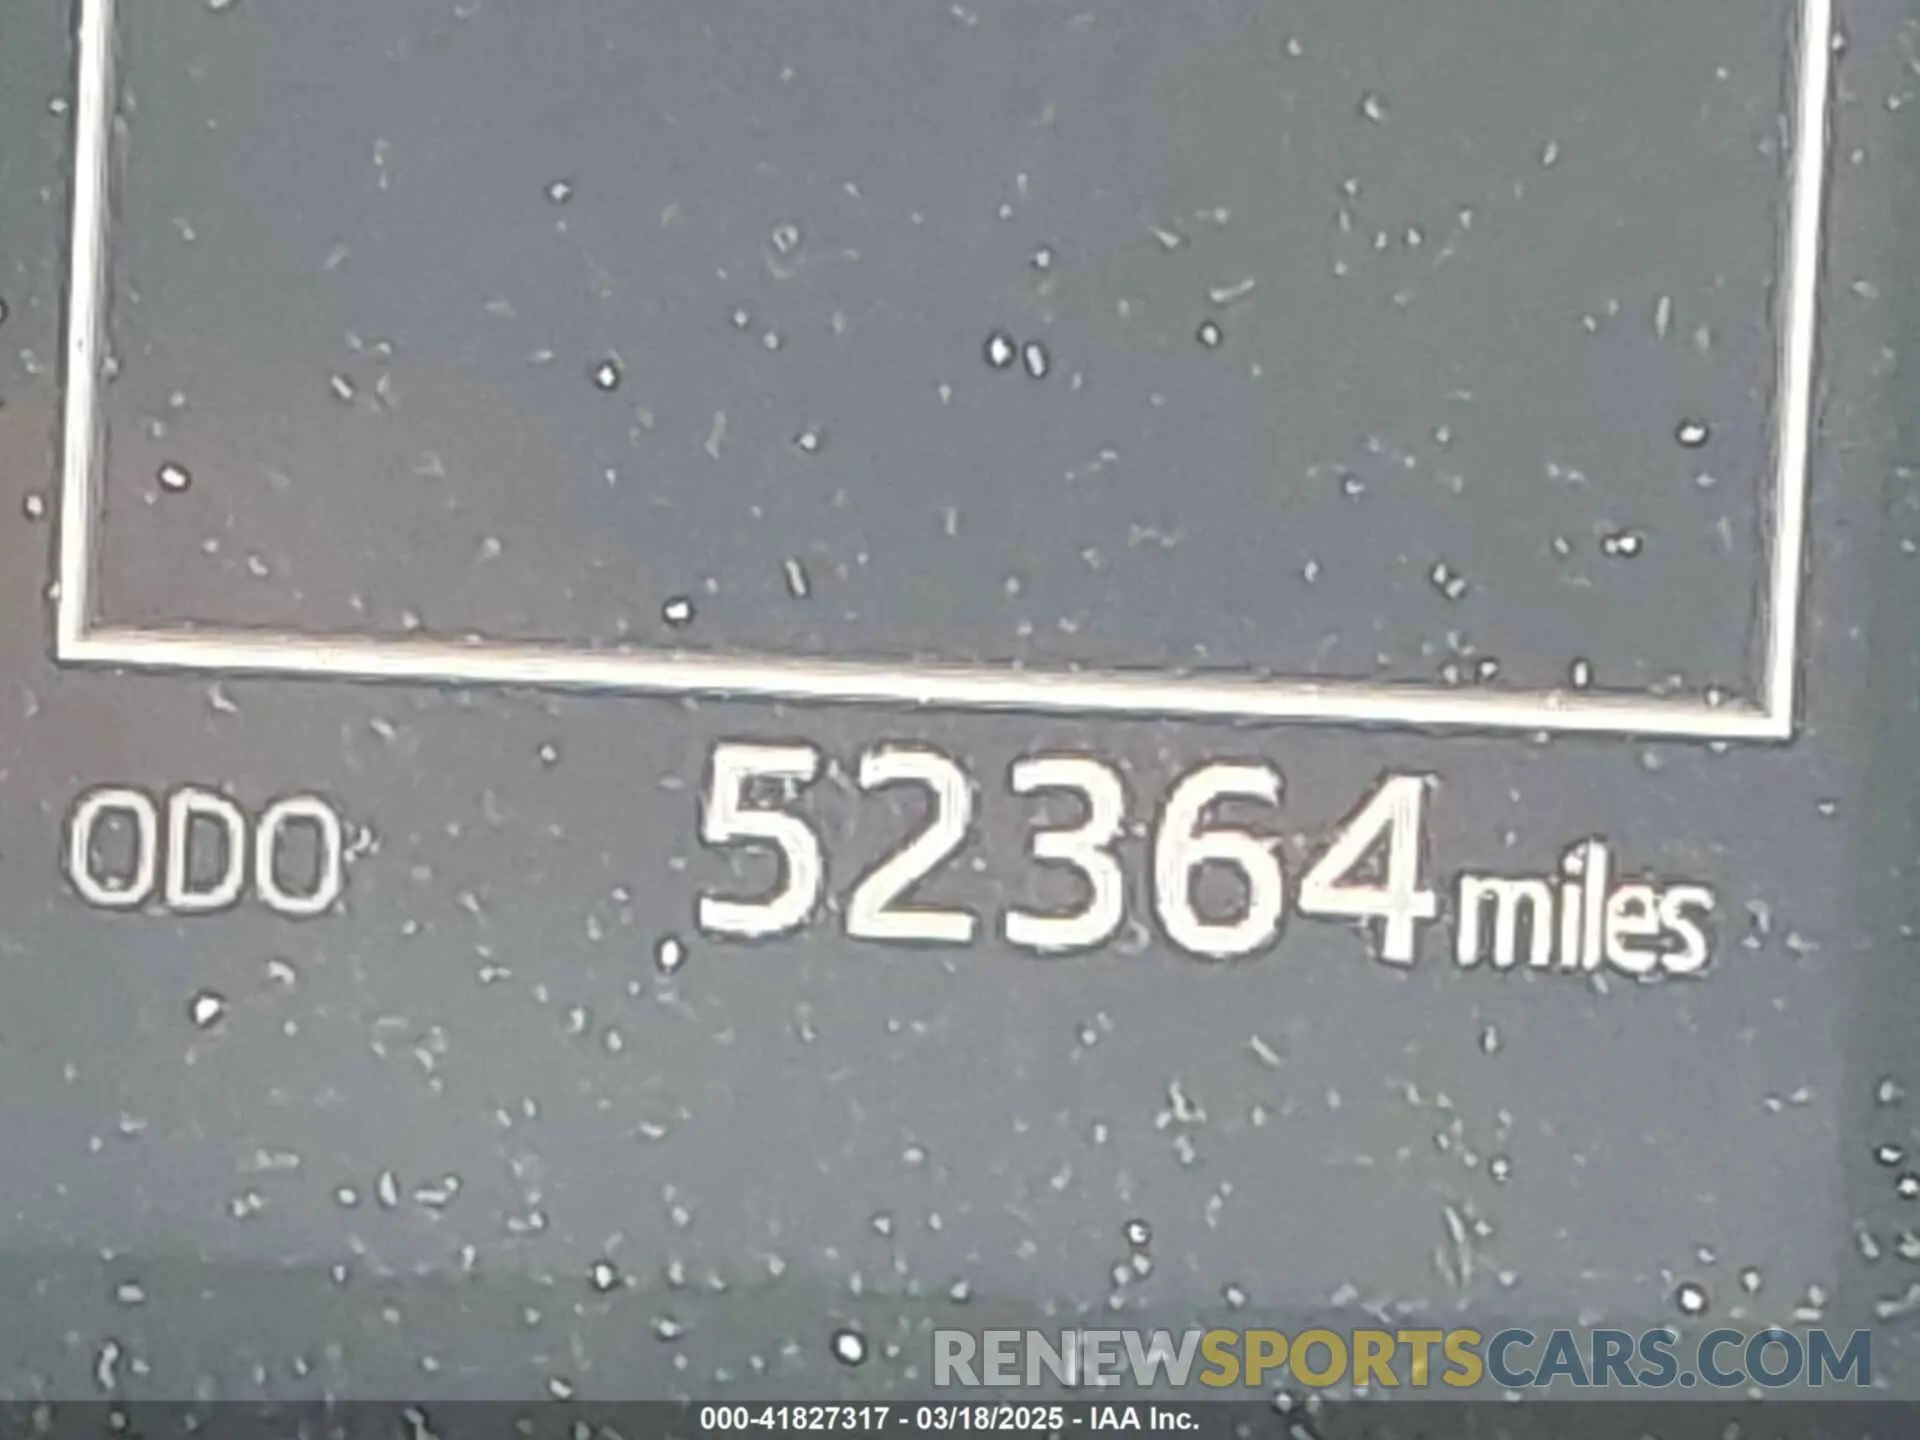 ODO 52364 miles
RENEWSPORTSCARS.COM
000-41827317 - 03/18/2025 - IAA Inc.